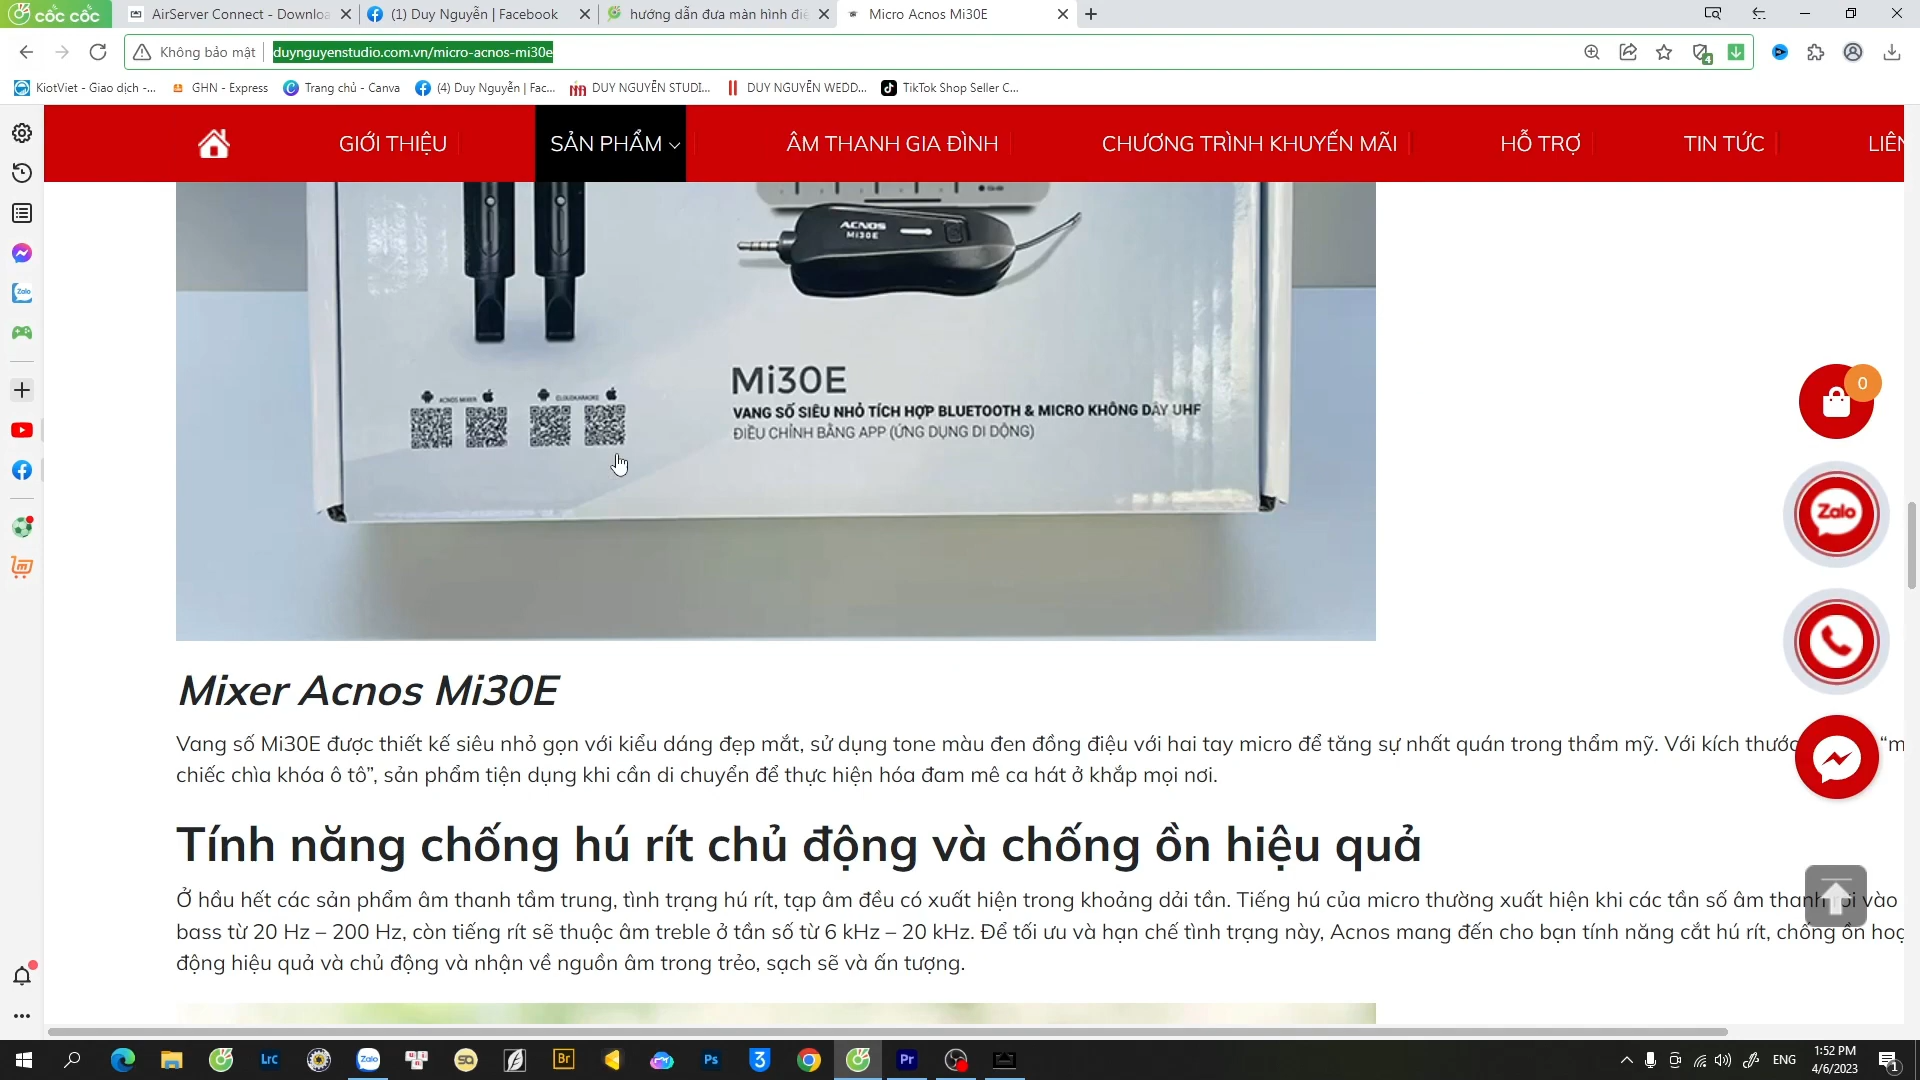 cốc cốc
AirServer Connect - Downloa
(1) Duy Nguyễn | Facebook
hướng dẫn đưa màn hình điệ
Micro Acnos Mi30E
Không bảo mật
duynguyenstudio.com.vn/micro-acnos-mi30e
4
KiotViet - Giao dịch -...
GHN - Express
Trang chủ - Canva
(4) Duy Nguyễn | Fac...
DUY NGUYỄN STUDI...
DUY NGUYỄN WEDD...
TikTok Shop Seller C...
GIỚI THIỆU
SẢN PHẨM
ÂM THANH GIA ĐÌNH
CHƯƠNG TRÌNH KHUYẾN MÃI
HỖ TRỢ
TIN TỨC
LIÊN
ACNOS
Mi30E
Mi30E
ACNOS MIXER
CLOUDKARAOKE
VANG SỐ SIÊU NHỎ TÍCH HỢP BLUETOOTH & MICRO KHÔNG DÂY UHF
ĐIỀU CHỈNH BẰNG APP (ỨNG DỤNG DI DỘNG)
0
Zalo
Zalo
Mixer Acnos Mi30E
Vang số Mi30E được thiết kế siêu nhỏ gọn với kiểu dáng đẹp mắt, sử dụng tone màu đen đồng điệu với hai tay micro để tăng sự nhất quán trong thẩm mỹ. Với kích thước “m
chiếc chìa khóa ô tô”, sản phẩm tiện dụng khi cần di chuyển để thực hiện hóa đam mê ca hát ở khắp mọi nơi.
Tính năng chống hú rít chủ động và chống ồn hiệu quả
Ở hầu hết các sản phẩm âm thanh tầm trung, tình trạng hú rít, tạp âm đều có xuất hiện trong khoảng dải tần. Tiếng hú của micro thường xuất hiện khi các tần số âm thanh vào
bass từ 20 Hz – 200 Hz, còn tiếng rít sẽ thuộc âm treble ở tần số từ 6 kHz – 20 kHz. Để tối ưu và hạn chế tình trạng này, Acnos mang đến cho bạn tính năng cắt hú rít, chống ồn hoạ
động hiệu quả và chủ động và nhận về nguồn âm trong trẻo, sạch sẽ và ấn tượng.
Lrc
Zalo
Br
Ps
3
Pr
ENG
1:52 PM
4/6/2023
1